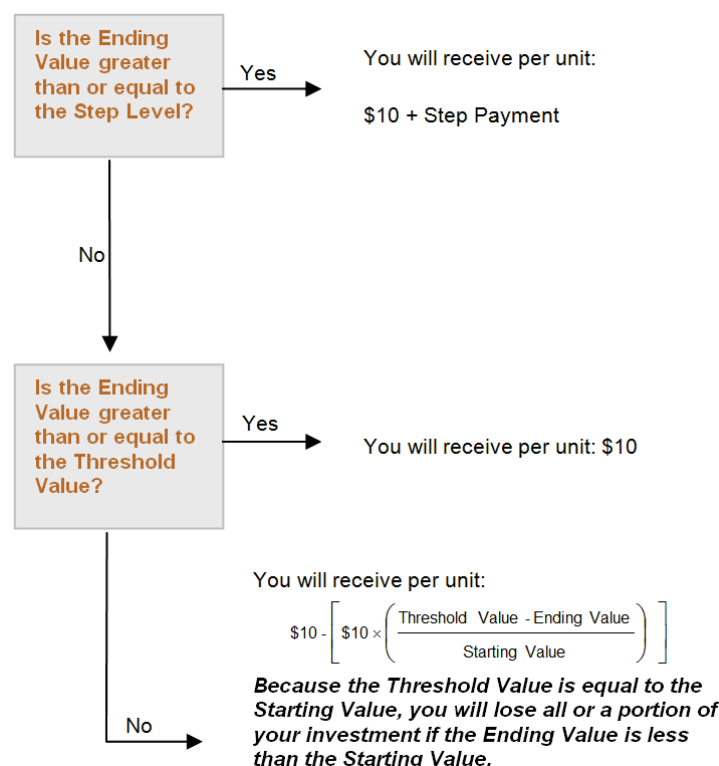 Is the Ending
Value greater
than or equal to
the Step Level?
Yes
You will receive per unit:
$10 + Step Payment
No
Is the Ending
Value greater
than or equal to
the Threshold
Value?
Yes
You will receive per unit: $10
You will receive per unit:
$10 - [ $10 × ( Threshold Value - Ending Value / Starting Value ) ]
Because the Threshold Value is equal to the
Starting Value, you will lose all or a portion of
your investment if the Ending Value is less
than the Starting Value.
No